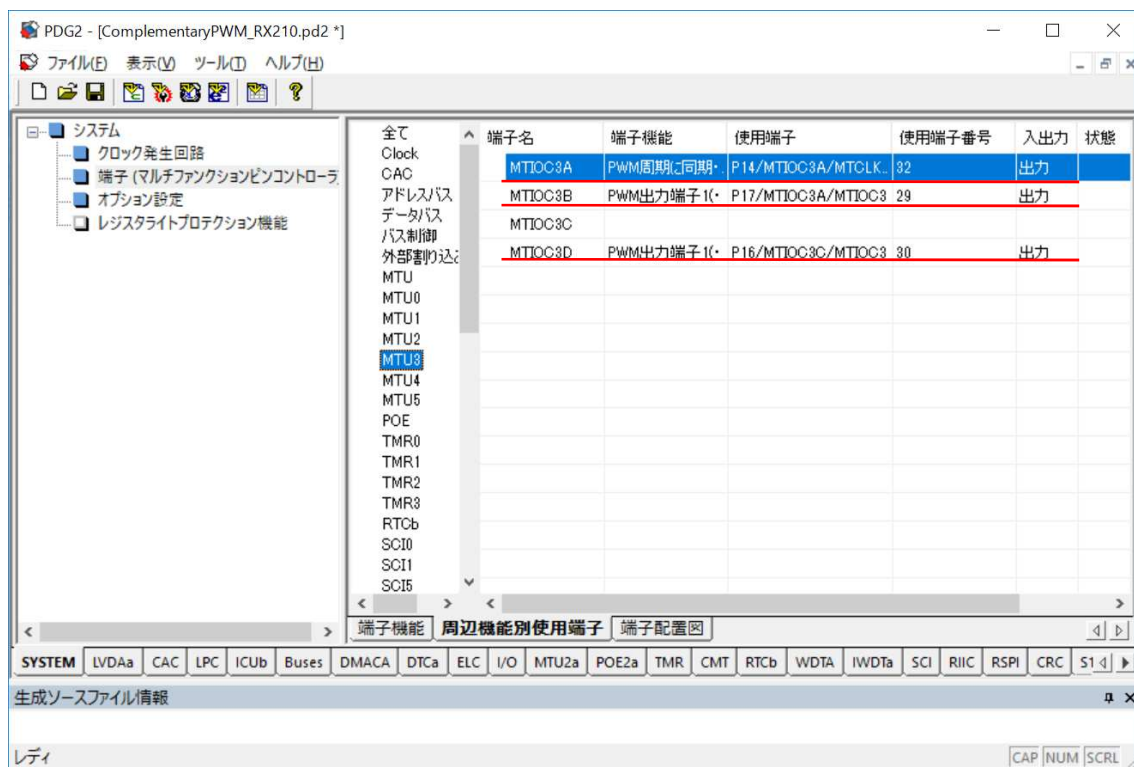 PDG2 - [ComplementaryPWM_RX210.pd2 *]
ファイル(F) 表示(V) ツール(T) ヘルプ(H)
システム
クロック発生回路
端子 (マルチファンクションピンコントローラ
オプション設定
レジスタライトプロテクション機能
全て
Clock
CAC
アドレスバス
データバス
バス制御
外部割り込
MTU
MTU0
MTU1
MTU2
MTU3
MTU4
MTU5
POE
TMR0
TMR1
TMR2
TMR3
RTCb
SCI0
SCI1
SCI5
端子名 端子機能 使用端子 使用端子番号 入出力 状態
MTIOC3A PWM周期に同期・. P14/MTIOC3A/MTCLK.. 32 出力
MTIOC3B PWM出力端子1(・ P17/MTIOC3A/MTIOC3 29 出力
MTIOC3C
MTIOC3D PWM出力端子1(・ P16/MTIOC3C/MTIOC3 30 出力
端子機能 周辺機能別使用端子 端子配置図
SYSTEM LVDAa CAC LPC ICUb Buses DMACA DTCa ELC I/O MTU2a POE2a TMR CMT RTCb WDTA IWDTa SCI RIIC RSPI CRC S1
生成ソースファイル情報
レディ CAP NUM SCRL